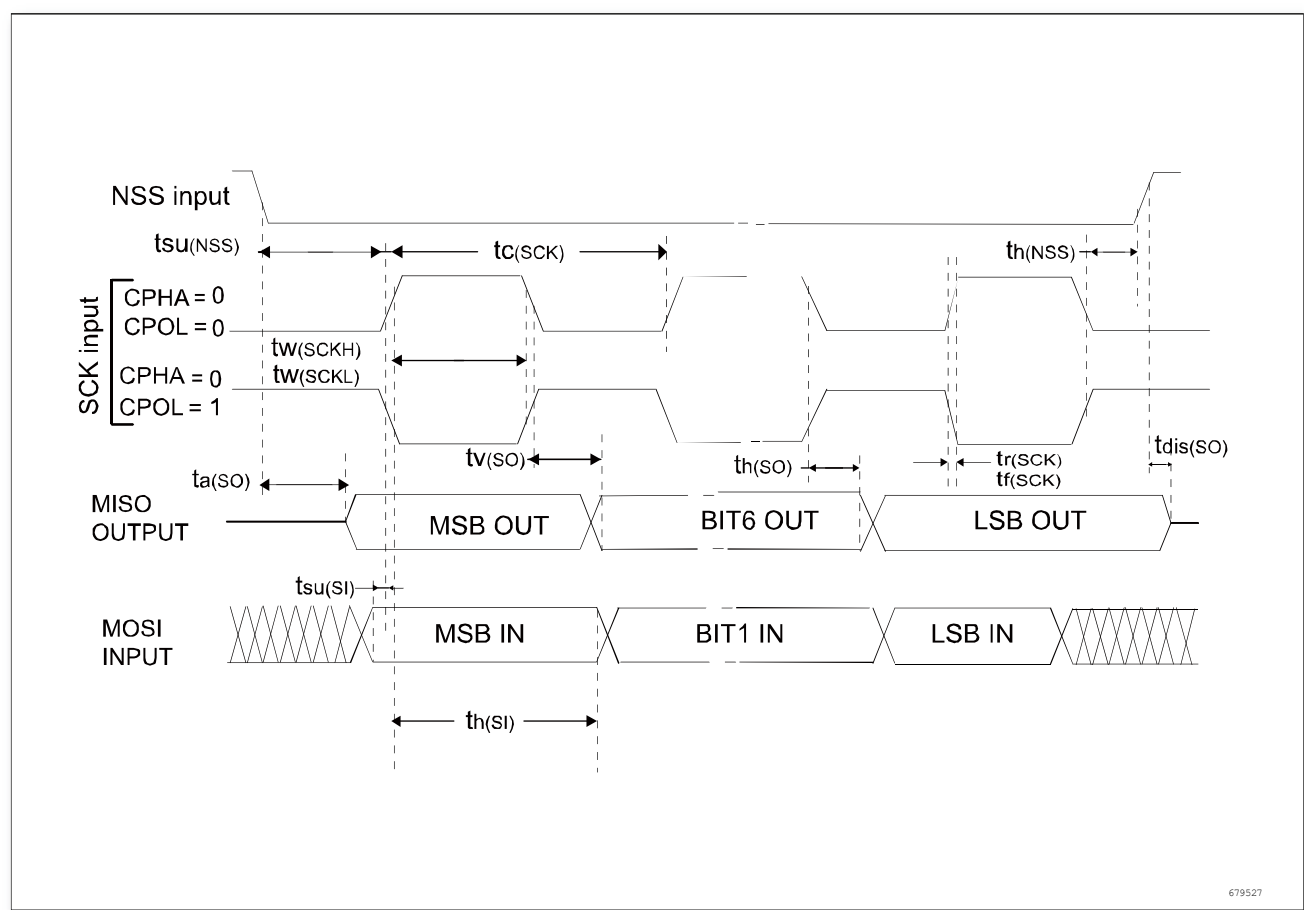 NSS input
tsu(NSS)
tc(SCK)
th(NSS)
SCK input
CPHA = 0
CPOL = 0
tw(SCKH)
CPHA = 0
tw(SCKL)
CPOL = 1
tv(SO)
th(SO)
tr(SCK)
tf(SCK)
tdis(SO)
ta(SO)
MISO
OUTPUT
MSB OUT
BIT6 OUT
LSB OUT
tsu(SI)
MOSI
INPUT
MSB IN
BIT1 IN
LSB IN
th(SI)
679527